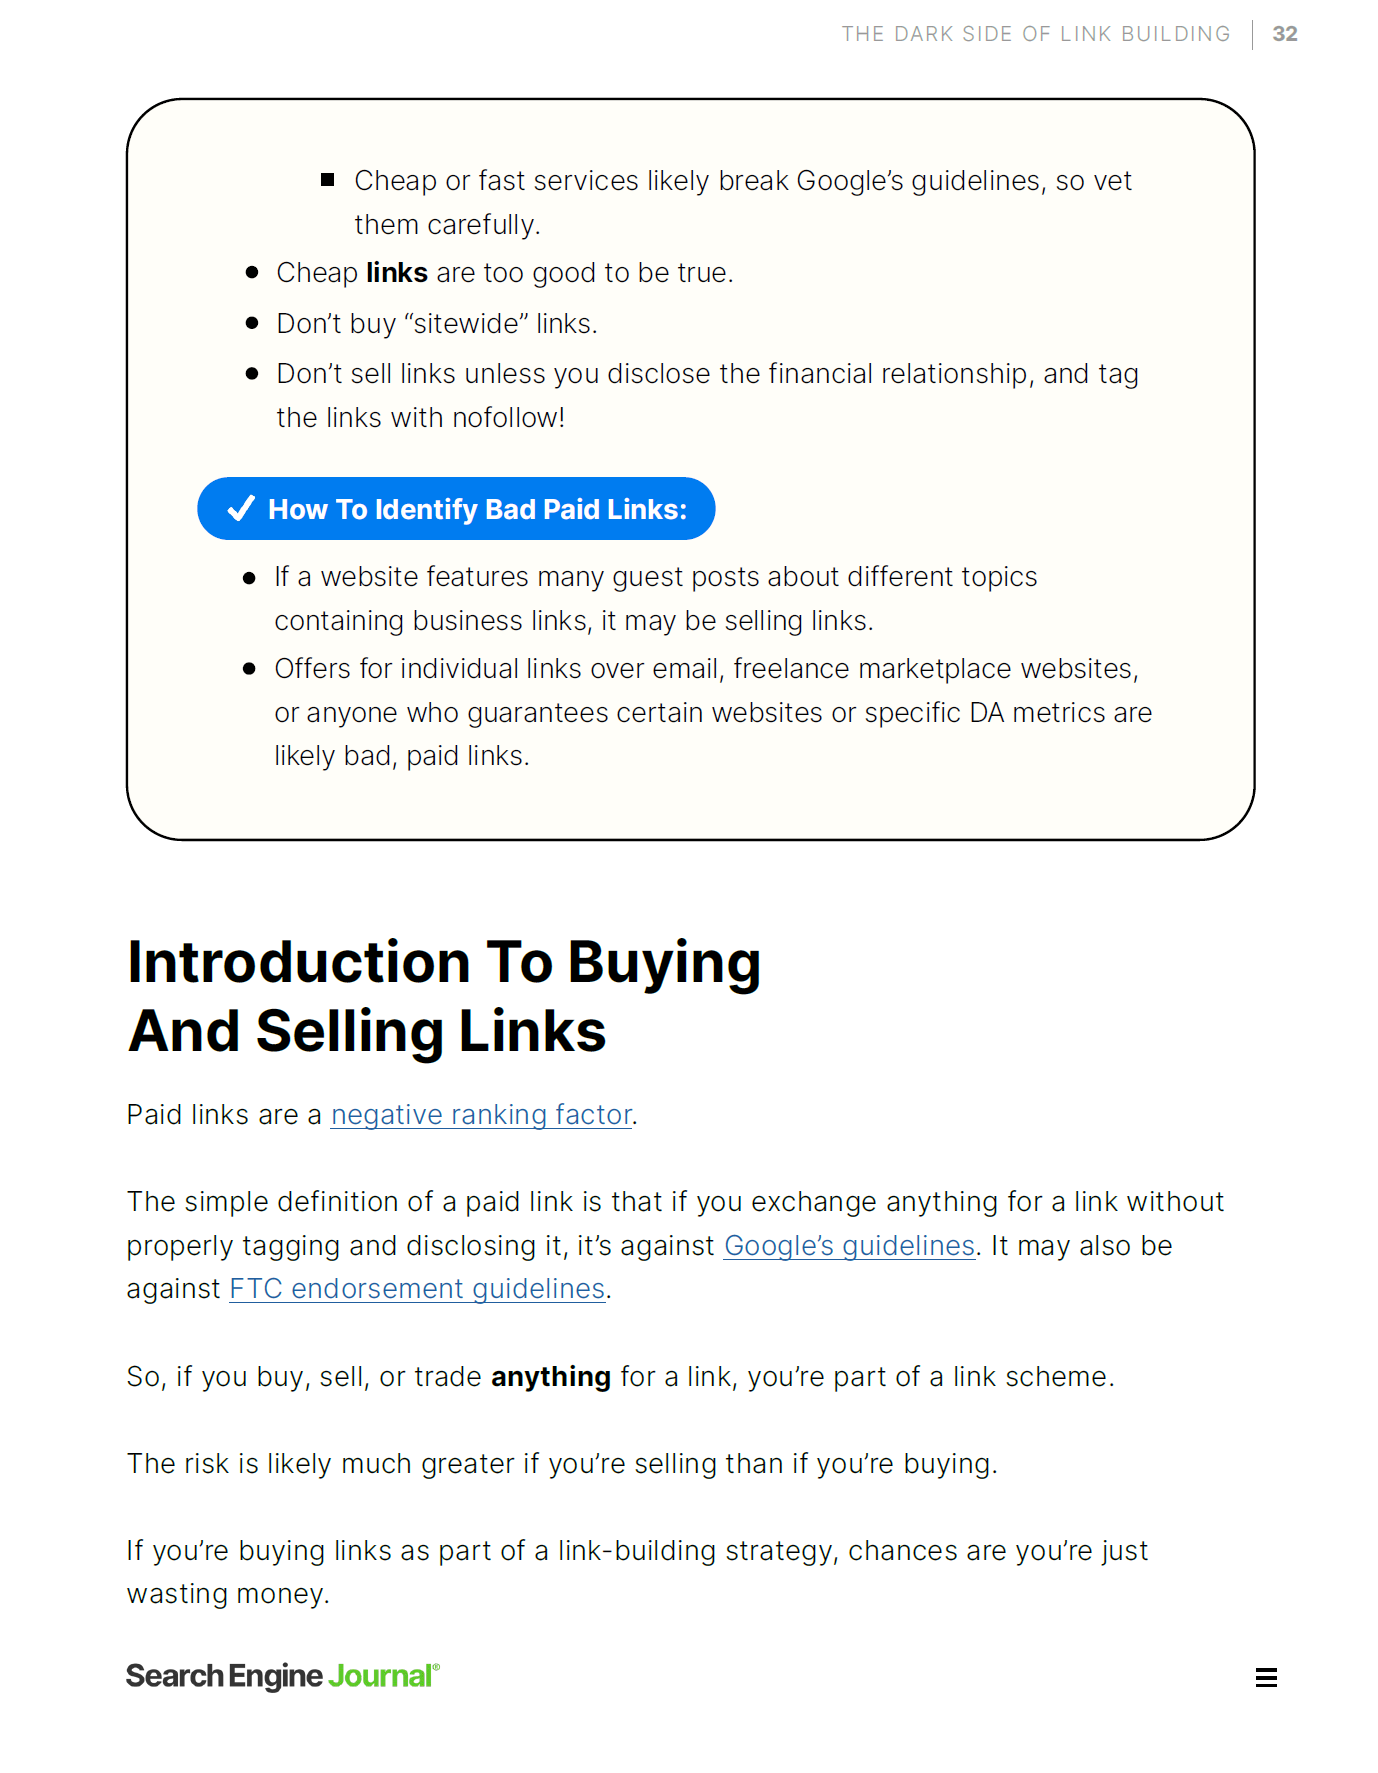 THE DARK SIDE OF LINK BUILDING 32
Cheap or fast services likely break Google’s guidelines, so vet
them carefully.
Cheap links are too good to be true.
Don’t buy “sitewide” links.
Don’t sell links unless you disclose the financial relationship, and tag
the links with nofollow!
How To Identify Bad Paid Links:
If a website features many guest posts about different topics
containing business links, it may be selling links.
Offers for individual links over email, freelance marketplace websites,
or anyone who guarantees certain websites or specific DA metrics are
likely bad, paid links.
Introduction To Buying
And Selling Links
Paid links are a negative ranking factor.
The simple definition of a paid link is that if you exchange anything for a link without
properly tagging and disclosing it, it’s against Google’s guidelines. It may also be
against FTC endorsement guidelines.
So, if you buy, sell, or trade anything for a link, you’re part of a link scheme.
The risk is likely much greater if you’re selling than if you’re buying.
If you’re buying links as part of a link-building strategy, chances are you’re just
wasting money.
Search Engine Journal®